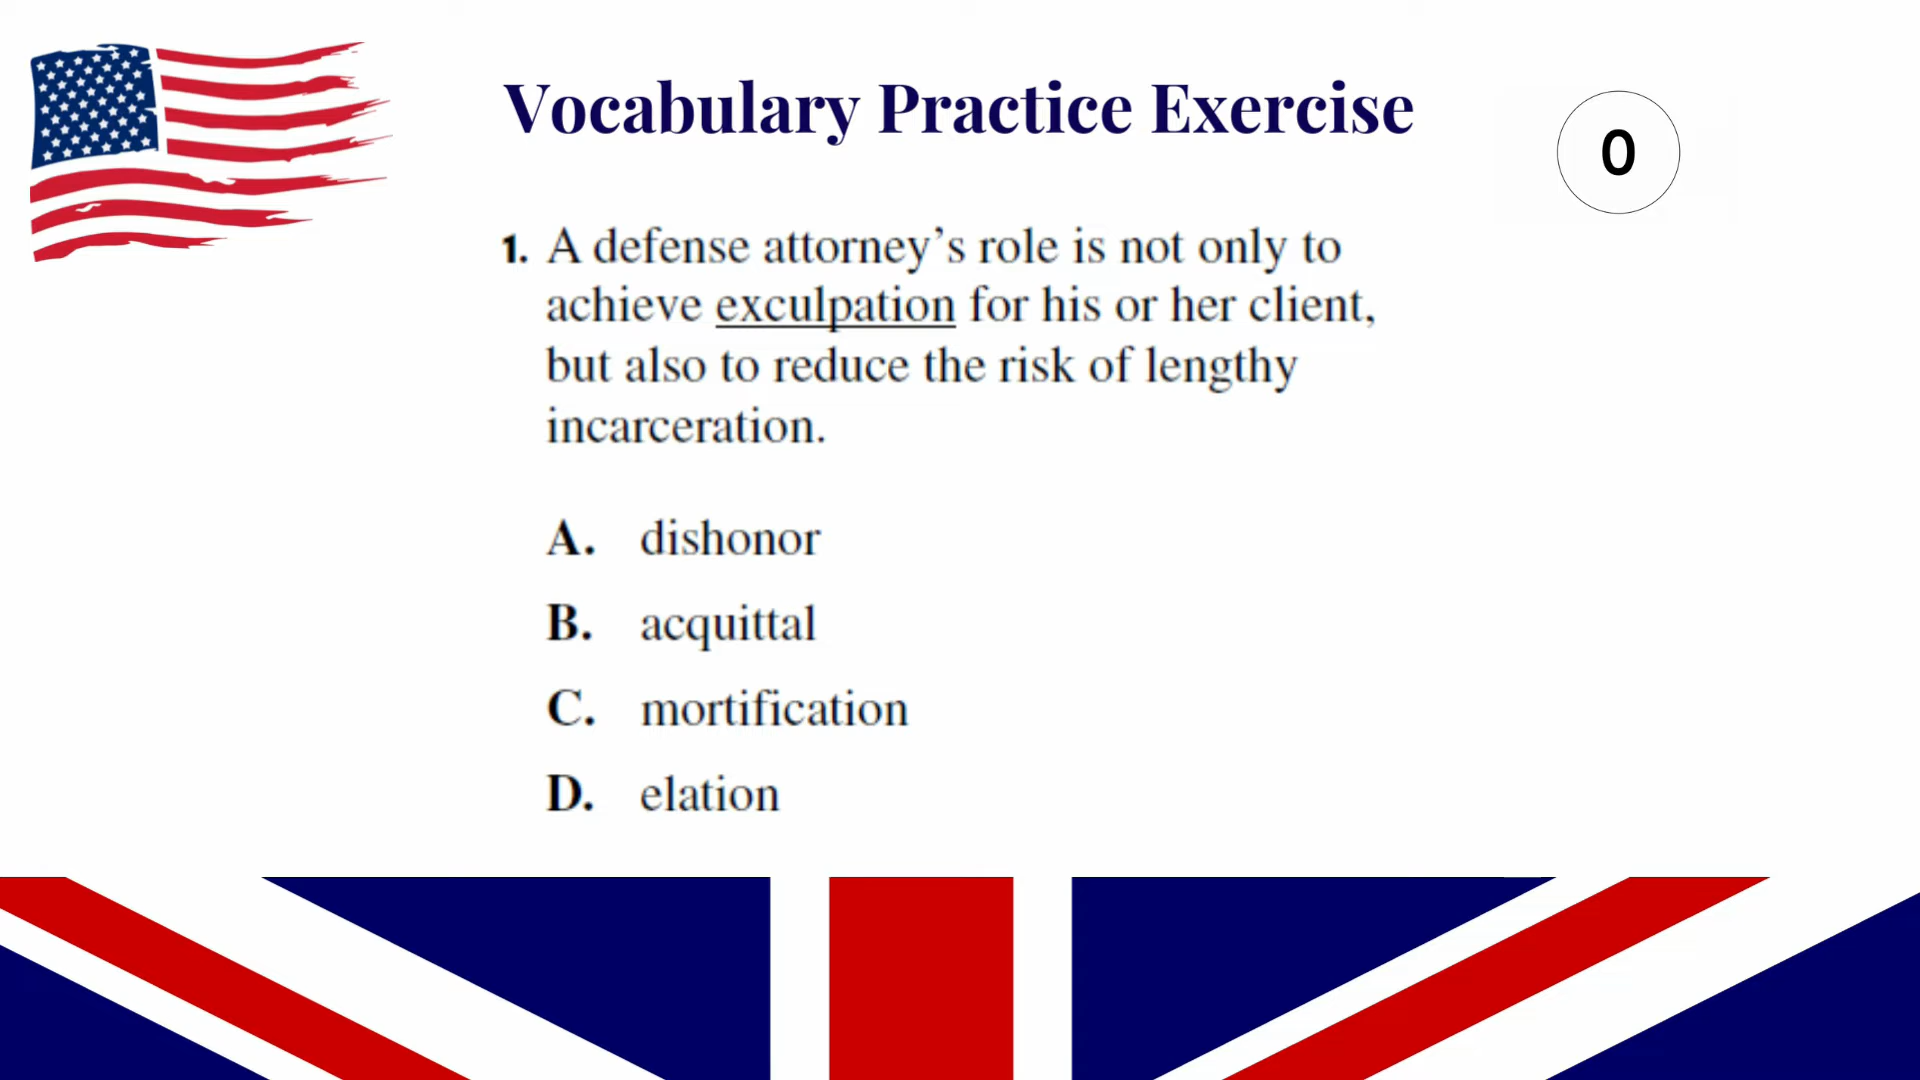 Vocabulary Practice Exercise
0
1. A defense attorney’s role is not only to
achieve exculpation for his or her client,
but also to reduce the risk of lengthy
incarceration.
A. dishonor
B. acquittal
C. mortification
D. elation